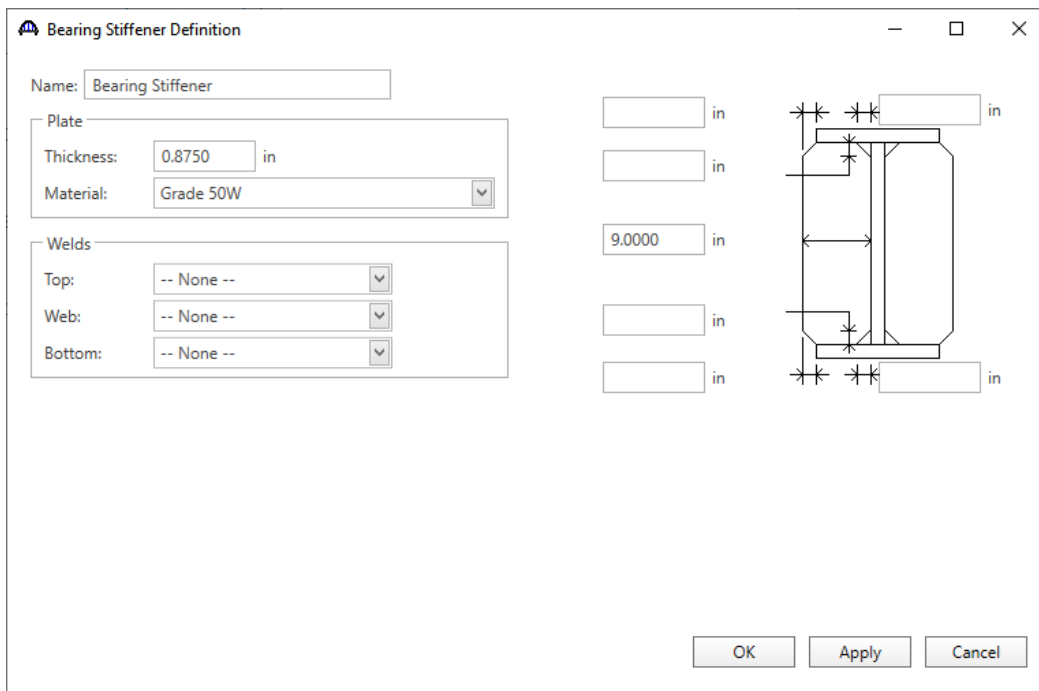 Bearing Stiffener Definition
Name: Bearing Stiffener
Plate
Thickness: 0.8750 in
Material: Grade 50W
Welds
Top: -- None --
Web: -- None --
Bottom: -- None --
in
in
in
9.0000 in
in
in
in
OK Apply Cancel